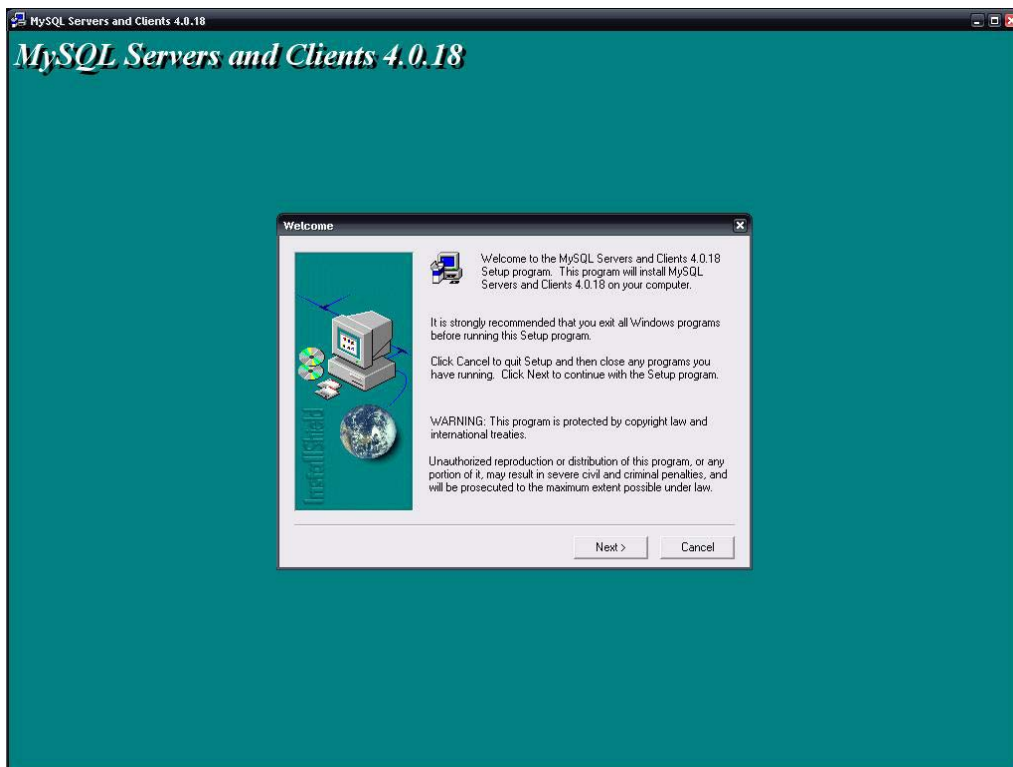 MySQL Servers and Clients 4.0.18
MySQL Servers and Clients 4.0.18
Welcome
Welcome to the MySQL Servers and Clients 4.0.18
Setup program. This program will install MySQL
Servers and Clients 4.0.18 on your computer.
It is strongly recommended that you exit all Windows programs
before running this Setup program.
Click Cancel to quit Setup and then close any programs you
have running. Click Next to continue with the Setup program.
WARNING: This program is protected by copyright law and
international treaties.
Unauthorized reproduction or distribution of this program, or any
portion of it, may result in severe civil and criminal penalties, and
will be prosecuted to the maximum extent possible under law.
InstallShield
Next >
Cancel